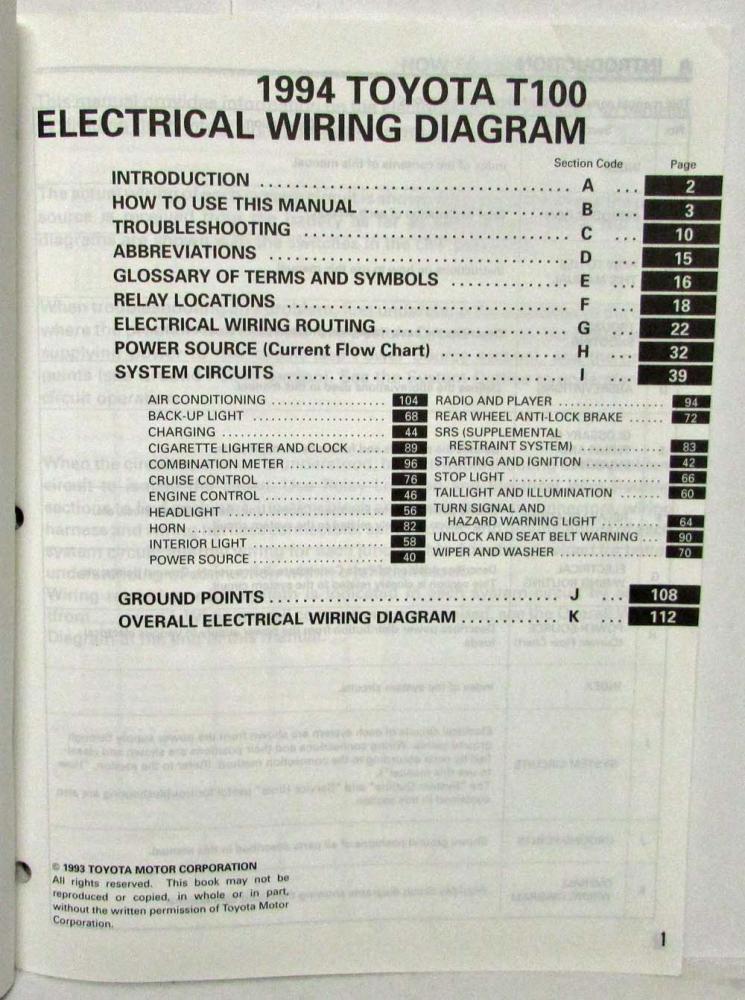 1994 TOYOTA T100
ELECTRICAL WIRING DIAGRAM
Section Code Page
INTRODUCTION .......... A ... 2
HOW TO USE THIS MANUAL .......... B ... 3
TROUBLESHOOTING .......... C ... 10
ABBREVIATIONS .......... D ... 15
GLOSSARY OF TERMS AND SYMBOLS .......... E ... 16
RELAY LOCATIONS .......... F ... 18
ELECTRICAL WIRING ROUTING .......... G ... 22
POWER SOURCE (Current Flow Chart) .......... H ... 32
SYSTEM CIRCUITS .......... I ... 39
AIR CONDITIONING .......... 104
BACK-UP LIGHT .......... 68
CHARGING .......... 44
CIGARETTE LIGHTER AND CLOCK .......... 89
COMBINATION METER .......... 96
CRUISE CONTROL .......... 76
ENGINE CONTROL .......... 46
HEADLIGHT .......... 56
HORN .......... 82
INTERIOR LIGHT .......... 58
POWER SOURCE .......... 40
RADIO AND PLAYER .......... 94
REAR WHEEL ANTI-LOCK BRAKE ...... 72
SRS (SUPPLEMENTAL
RESTRAINT SYSTEM) .......... 83
STARTING AND IGNITION .......... 42
STOP LIGHT .......... 66
TAILLIGHT AND ILLUMINATION ....... 60
TURN SIGNAL AND
HAZARD WARNING LIGHT .......... 64
UNLOCK AND SEAT BELT WARNING ... 90
WIPER AND WASHER .......... 70
GROUND POINTS .......... J ... 108
OVERALL ELECTRICAL WIRING DIAGRAM .......... K ... 112
© 1993 TOYOTA MOTOR CORPORATION
All rights reserved. This book may not be
reproduced or copied, in whole or in part,
without the written permission of Toyota Motor
Corporation.
1